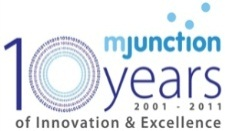 mjunction
10 years
2001 - 2011
of Innovation & Excellence